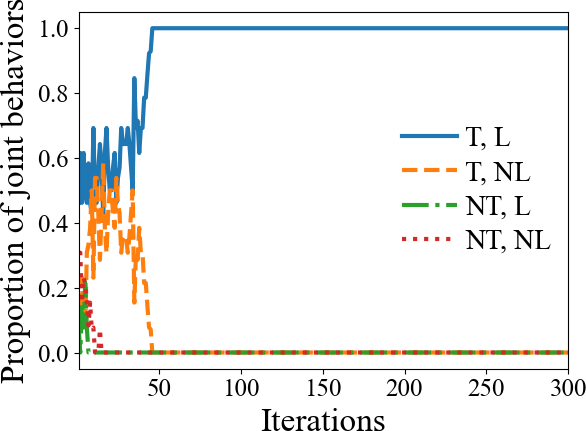 Proportion of joint behaviors
1.0
0.8
0.6
0.4
0.2
0.0
T, L
T, NL
NT, L
NT, NL
50 100 150 200 250 300
Iterations